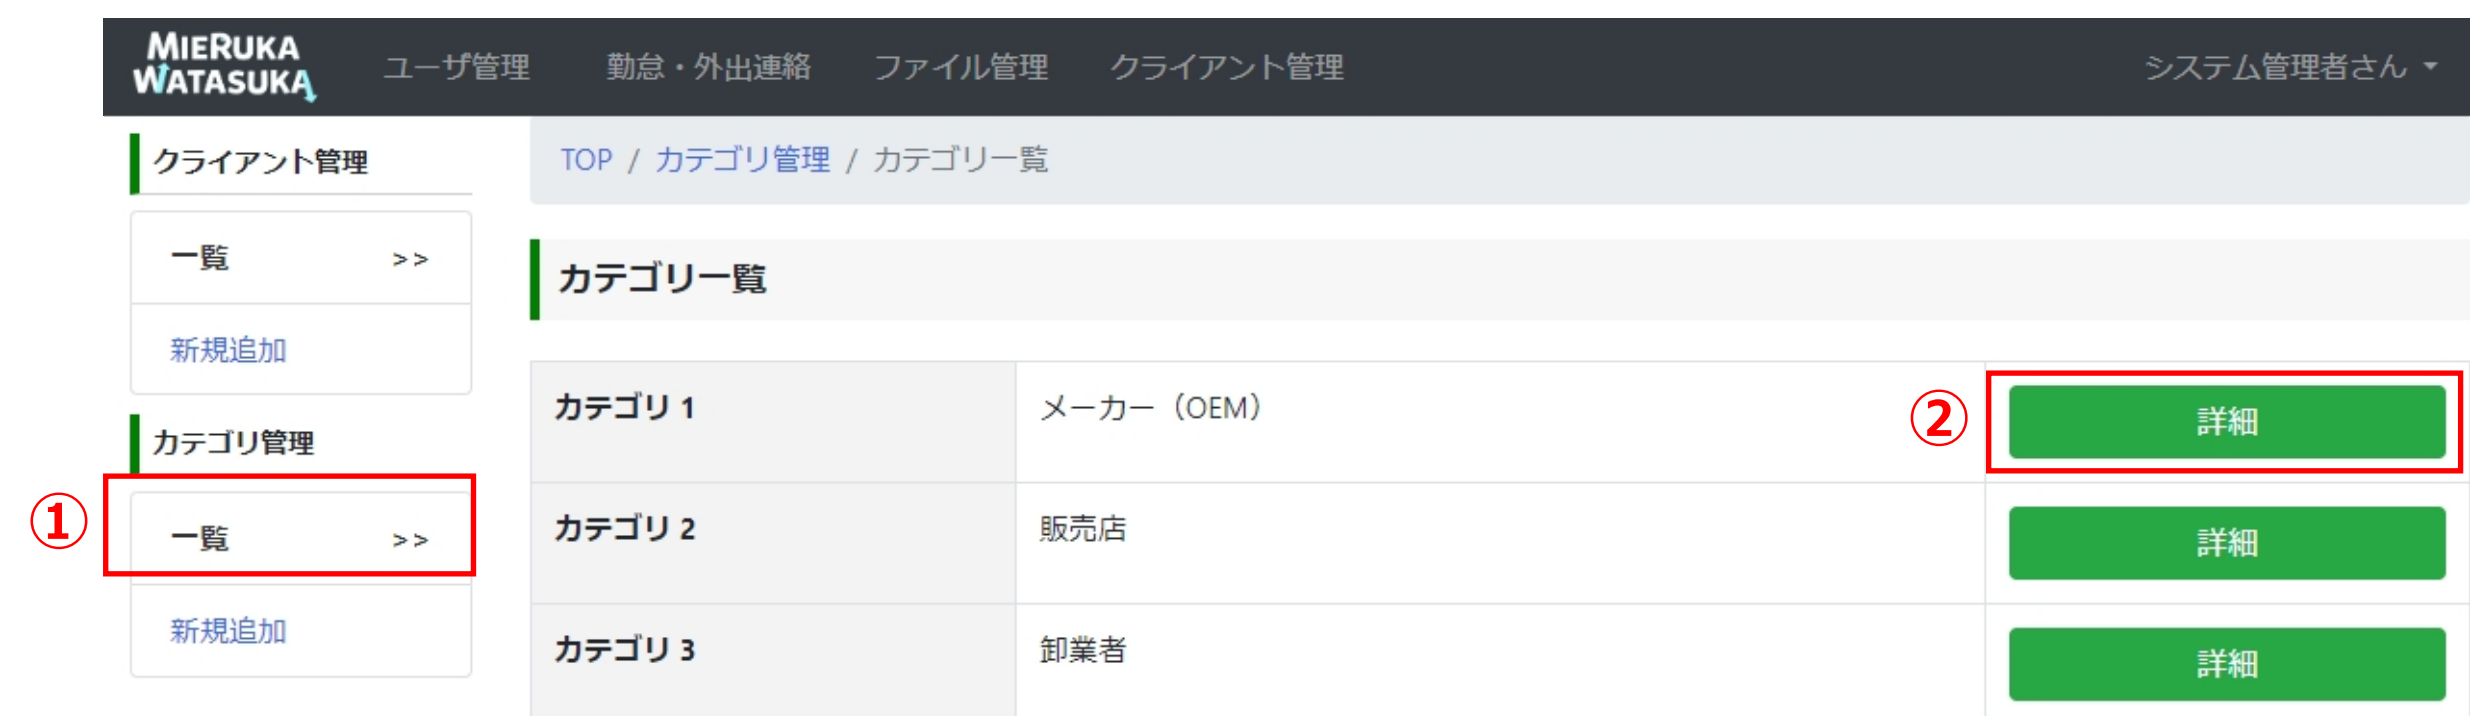 MIERUKA
WATASUKA
ユーザ管理 勤怠・外出連絡 ファイル管理 クライアント管理 システム管理者さん
クライアント管理
一覧 >>
新規追加
カテゴリ管理
① 一覧 >>
新規追加
TOP / カテゴリ管理 / カテゴリ一覧
カテゴリ一覧
カテゴリ 1 メーカー（OEM） ② 詳細
カテゴリ 2 販売店 詳細
カテゴリ 3 卸業者 詳細